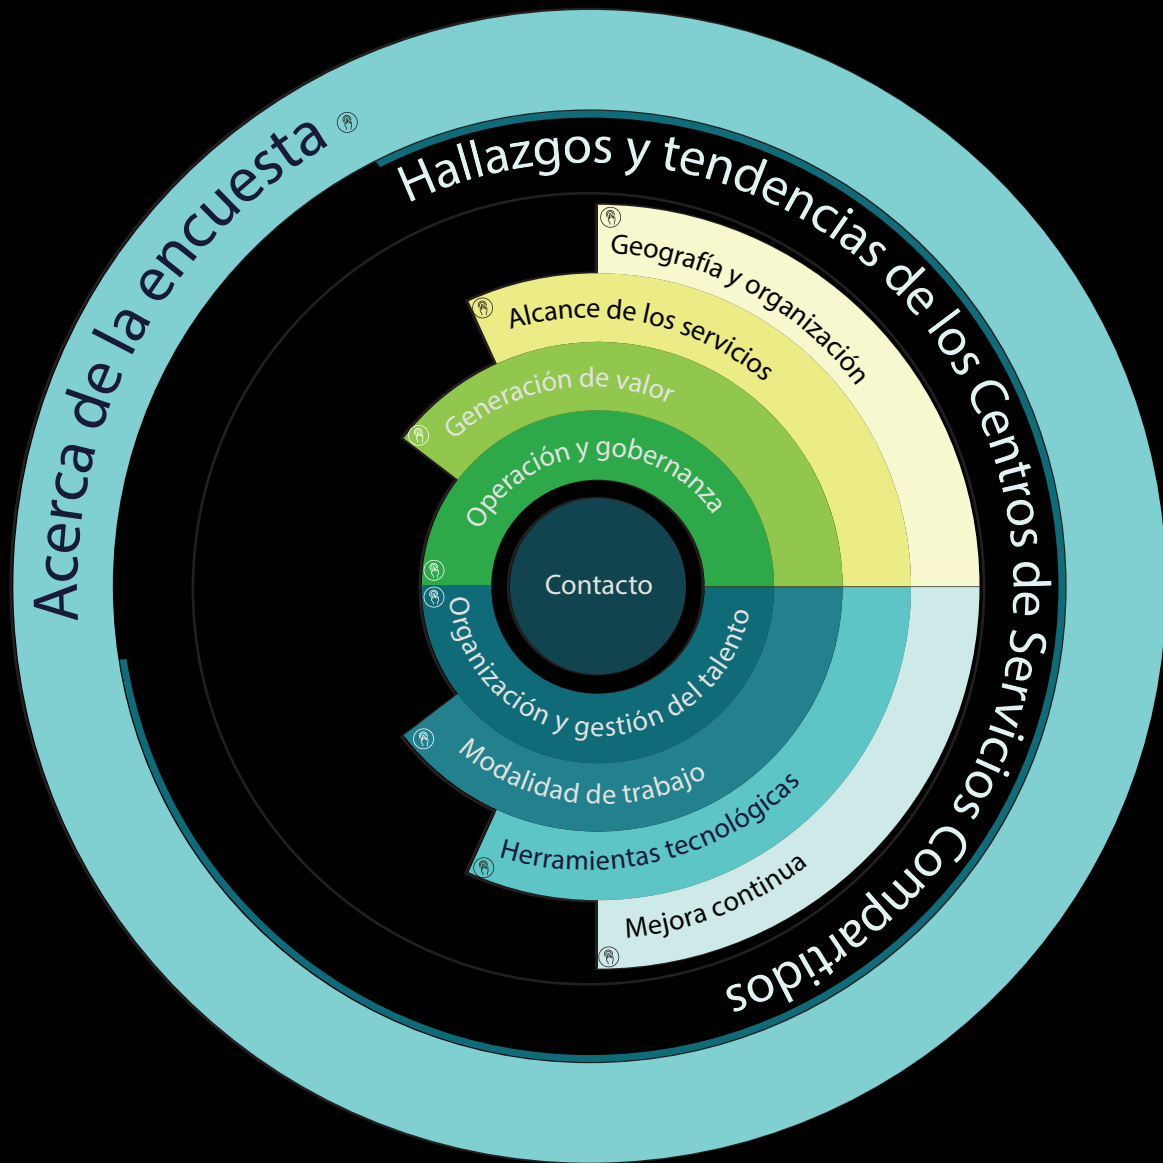 Acerca de la encuesta
Hallazgos y tendencias de los Centros de Servicios Compartidos
Geografía y organización
Alcance de los servicios
Generación de valor
Operación y gobernanza
Contacto
Organización y gestión del talento
Modalidad de trabajo
Herramientas tecnológicas
Mejora continua